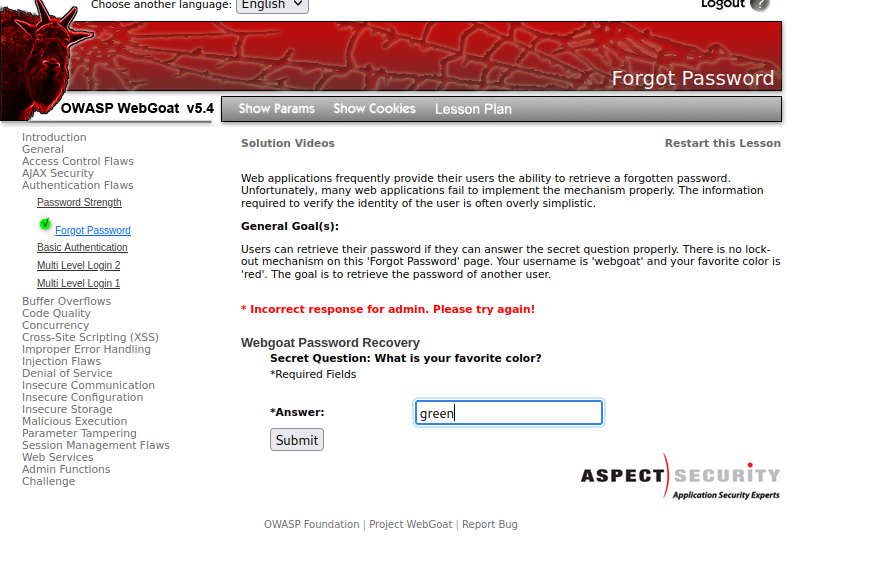 Choose another language: English
Logout ?
Forgot Password
OWASP WebGoat v5.4
Show Params Show Cookies Lesson Plan
Introduction
General
Access Control Flaws
AJAX Security
Authentication Flaws
Password Strength
Forgot Password
Basic Authentication
Multi Level Login 2
Multi Level Login 1
Buffer Overflows
Code Quality
Concurrency
Cross-Site Scripting (XSS)
Improper Error Handling
Injection Flaws
Denial of Service
Insecure Communication
Insecure Configuration
Insecure Storage
Malicious Execution
Parameter Tampering
Session Management Flaws
Web Services
Admin Functions
Challenge
Solution Videos
Restart this Lesson
Web applications frequently provide their users the ability to retrieve a forgotten password.
Unfortunately, many web applications fail to implement the mechanism properly. The information
required to verify the identity of the user is often overly simplistic.
General Goal(s):
Users can retrieve their password if they can answer the secret question properly. There is no lock-
out mechanism on this 'Forgot Password' page. Your username is 'webgoat' and your favorite color is
'red'. The goal is to retrieve the password of another user.
* Incorrect response for admin. Please try again!
Webgoat Password Recovery
Secret Question: What is your favorite color?
*Required Fields
*Answer: green
Submit
ASPECT SECURITY
Application Security Experts
OWASP Foundation | Project WebGoat | Report Bug